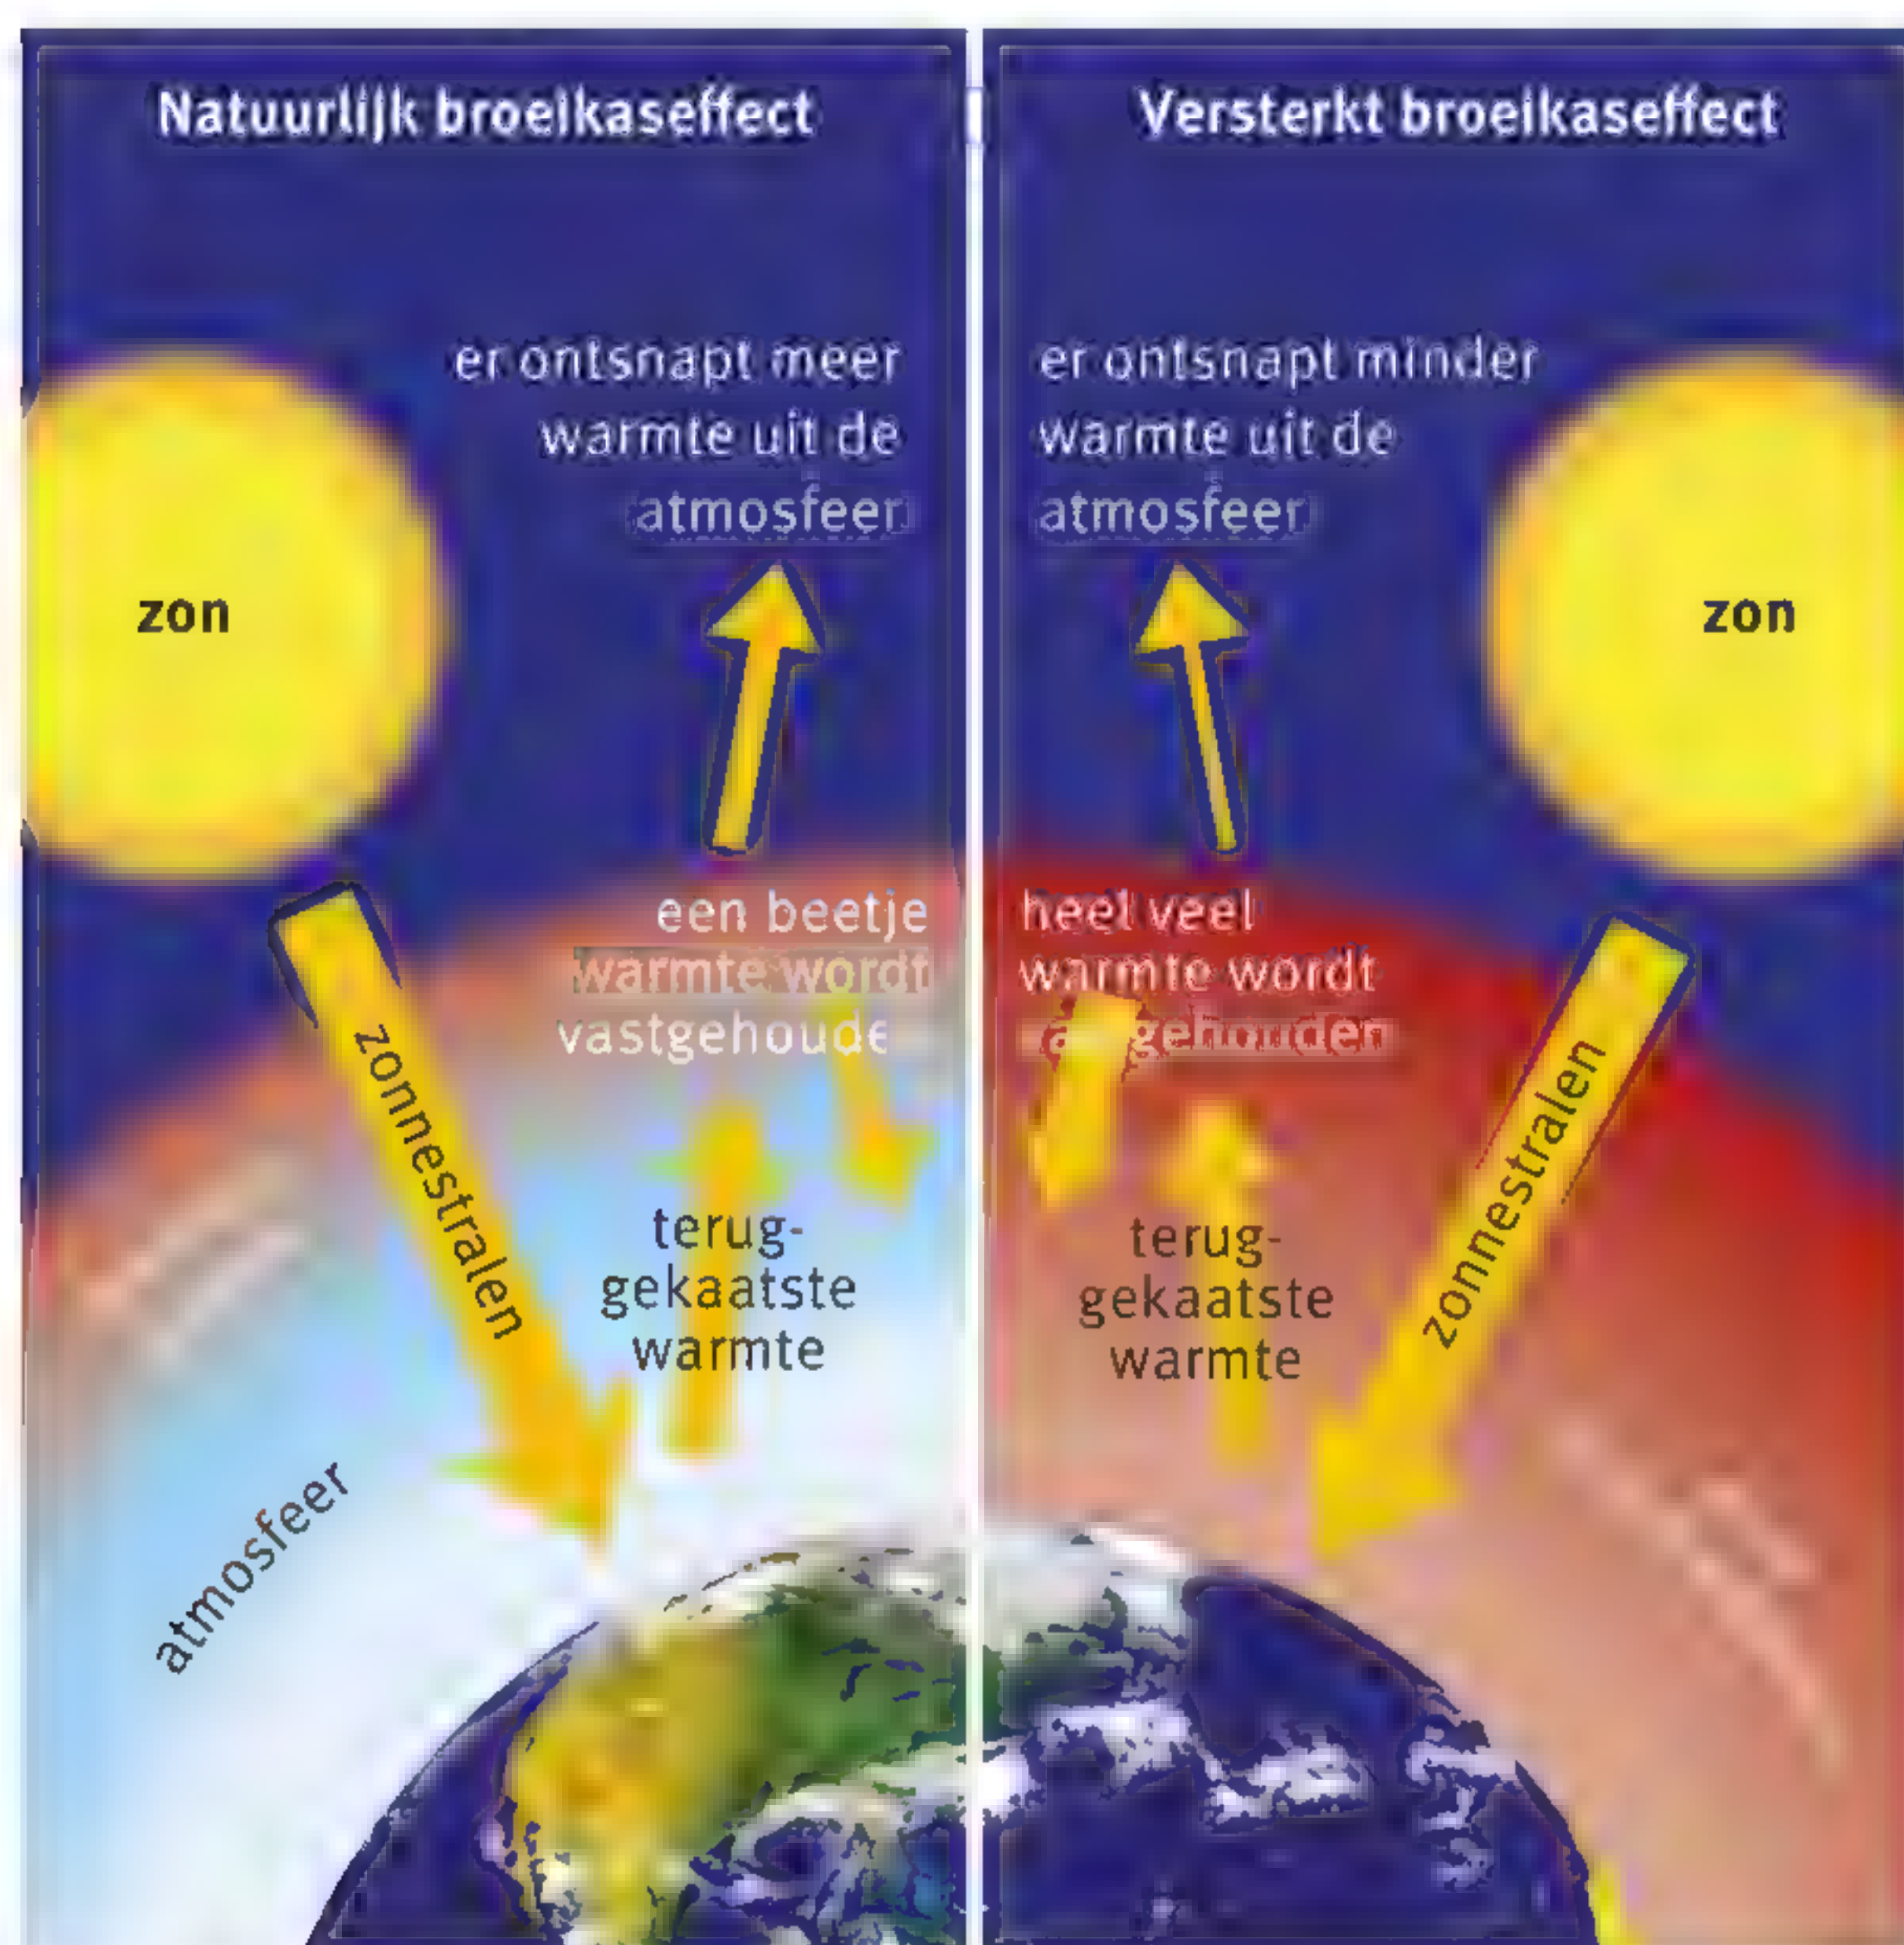 Natuurlijk broeikaseffect
er ontsnapt meer
warmte uit de
atmosfeer
zon
een beetje
warmte wordt
vastgehoude
zonnestralen
terug-
gekaatste
warmte
atmosfeer
Versterkt broeikaseffect
er ontsnapt minder
warmte uit de
atmosfeer
zon
heel veel
warmte wordt
zonnestralen
terug-
gekaatste
warmte